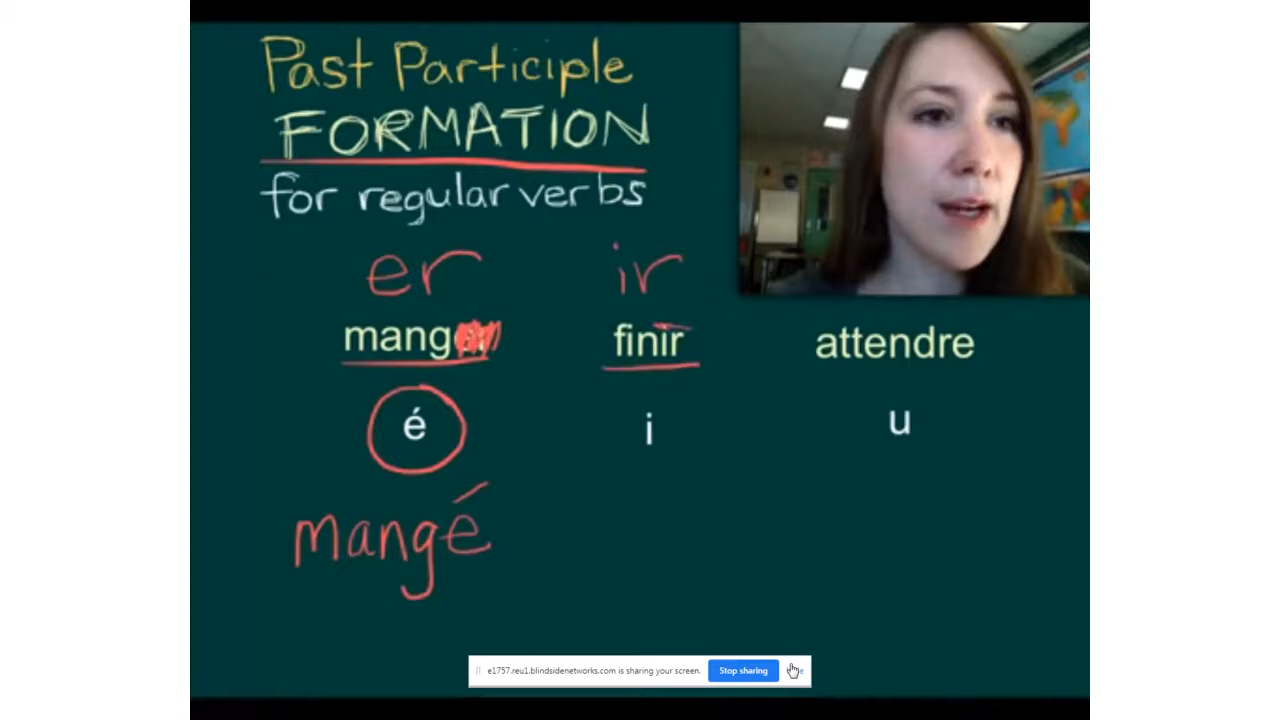 Past Participle
FORMATION
for regular verbs
er ir
mang finir attendre
é i u
mangé
e1757.reu1.blindsidenetworks.com is sharing your screen. Stop sharing